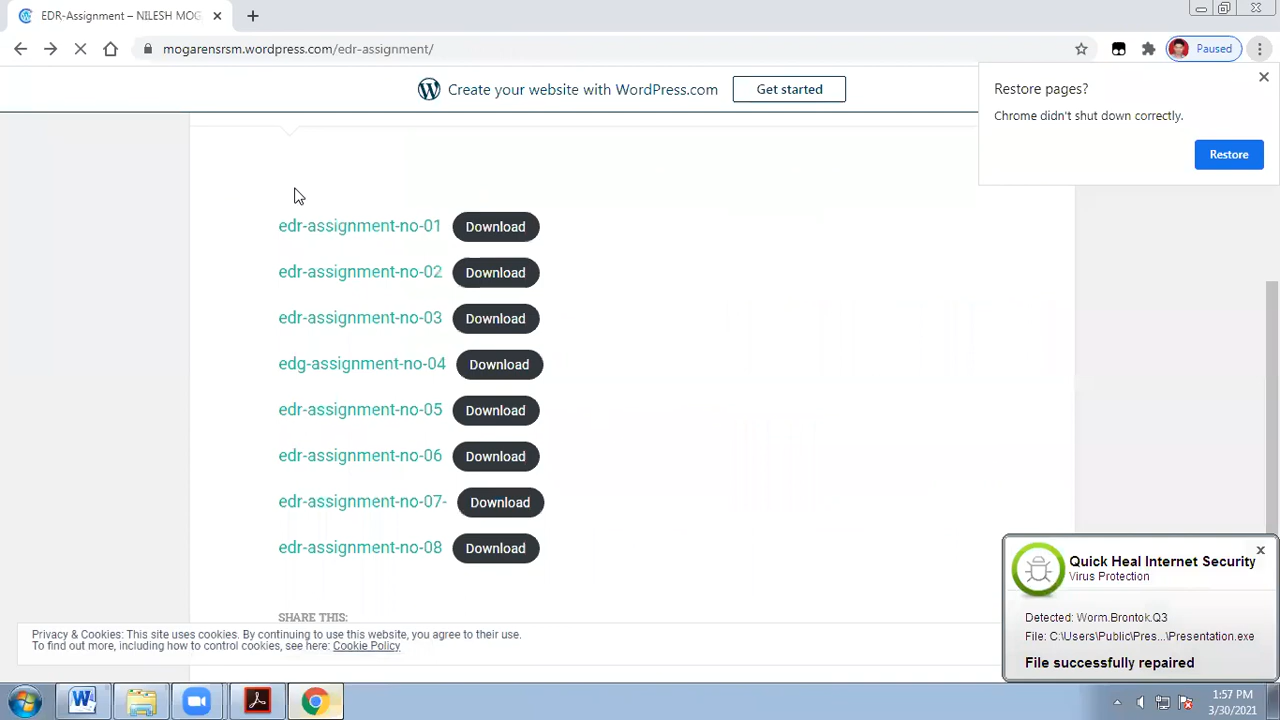 EDR-Assignment – NILESH MOG
mogarensrsm.wordpress.com/edr-assignment/
Paused
Create your website with WordPress.com
Get started
Restore pages?
Chrome didn't shut down correctly.
Restore
edr-assignment-no-01 Download
edr-assignment-no-02 Download
edr-assignment-no-03 Download
edg-assignment-no-04 Download
edr-assignment-no-05 Download
edr-assignment-no-06 Download
edr-assignment-no-07- Download
edr-assignment-no-08 Download
SHARE THIS:
Privacy & Cookies: This site uses cookies. By continuing to use this website, you agree to their use.
To find out more, including how to control cookies, see here: Cookie Policy
Quick Heal Internet Security
Virus Protection
Detected: Worm.Brontok.Q3
File: C:\Users\Public\Pres...\Presentation.exe
File successfully repaired
1:57 PM
3/30/2021